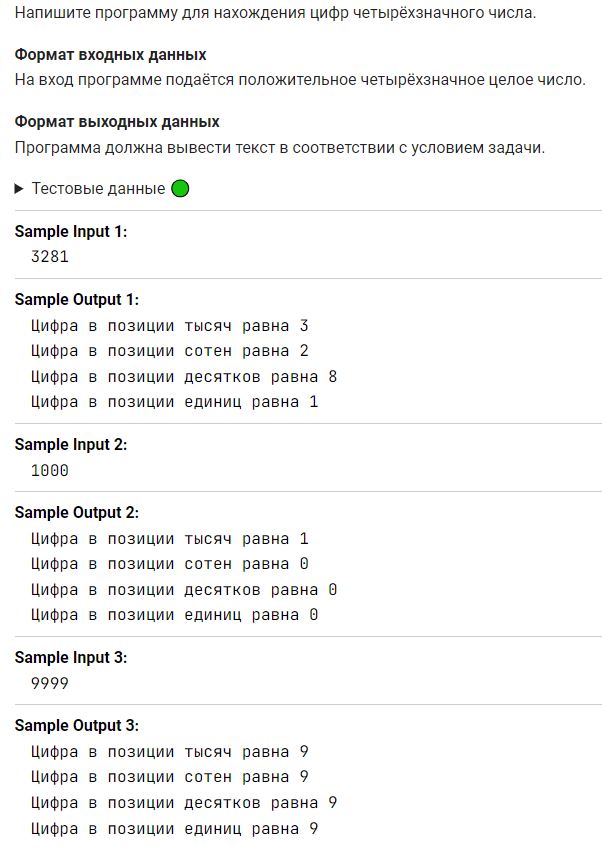 Напишите программу для нахождения цифр четырёхзначного числа.
Формат входных данных
На вход программе подаётся положительное четырёхзначное целое число.
Формат выходных данных
Программа должна вывести текст в соответствии с условием задачи.
Тестовые данные
Sample Input 1:
3281
Sample Output 1:
Цифра в позиции тысяч равна 3
Цифра в позиции сотен равна 2
Цифра в позиции десятков равна 8
Цифра в позиции единиц равна 1
Sample Input 2:
1000
Sample Output 2:
Цифра в позиции тысяч равна 1
Цифра в позиции сотен равна 0
Цифра в позиции десятков равна 0
Цифра в позиции единиц равна 0
Sample Input 3:
9999
Sample Output 3:
Цифра в позиции тысяч равна 9
Цифра в позиции сотен равна 9
Цифра в позиции десятков равна 9
Цифра в позиции единиц равна 9